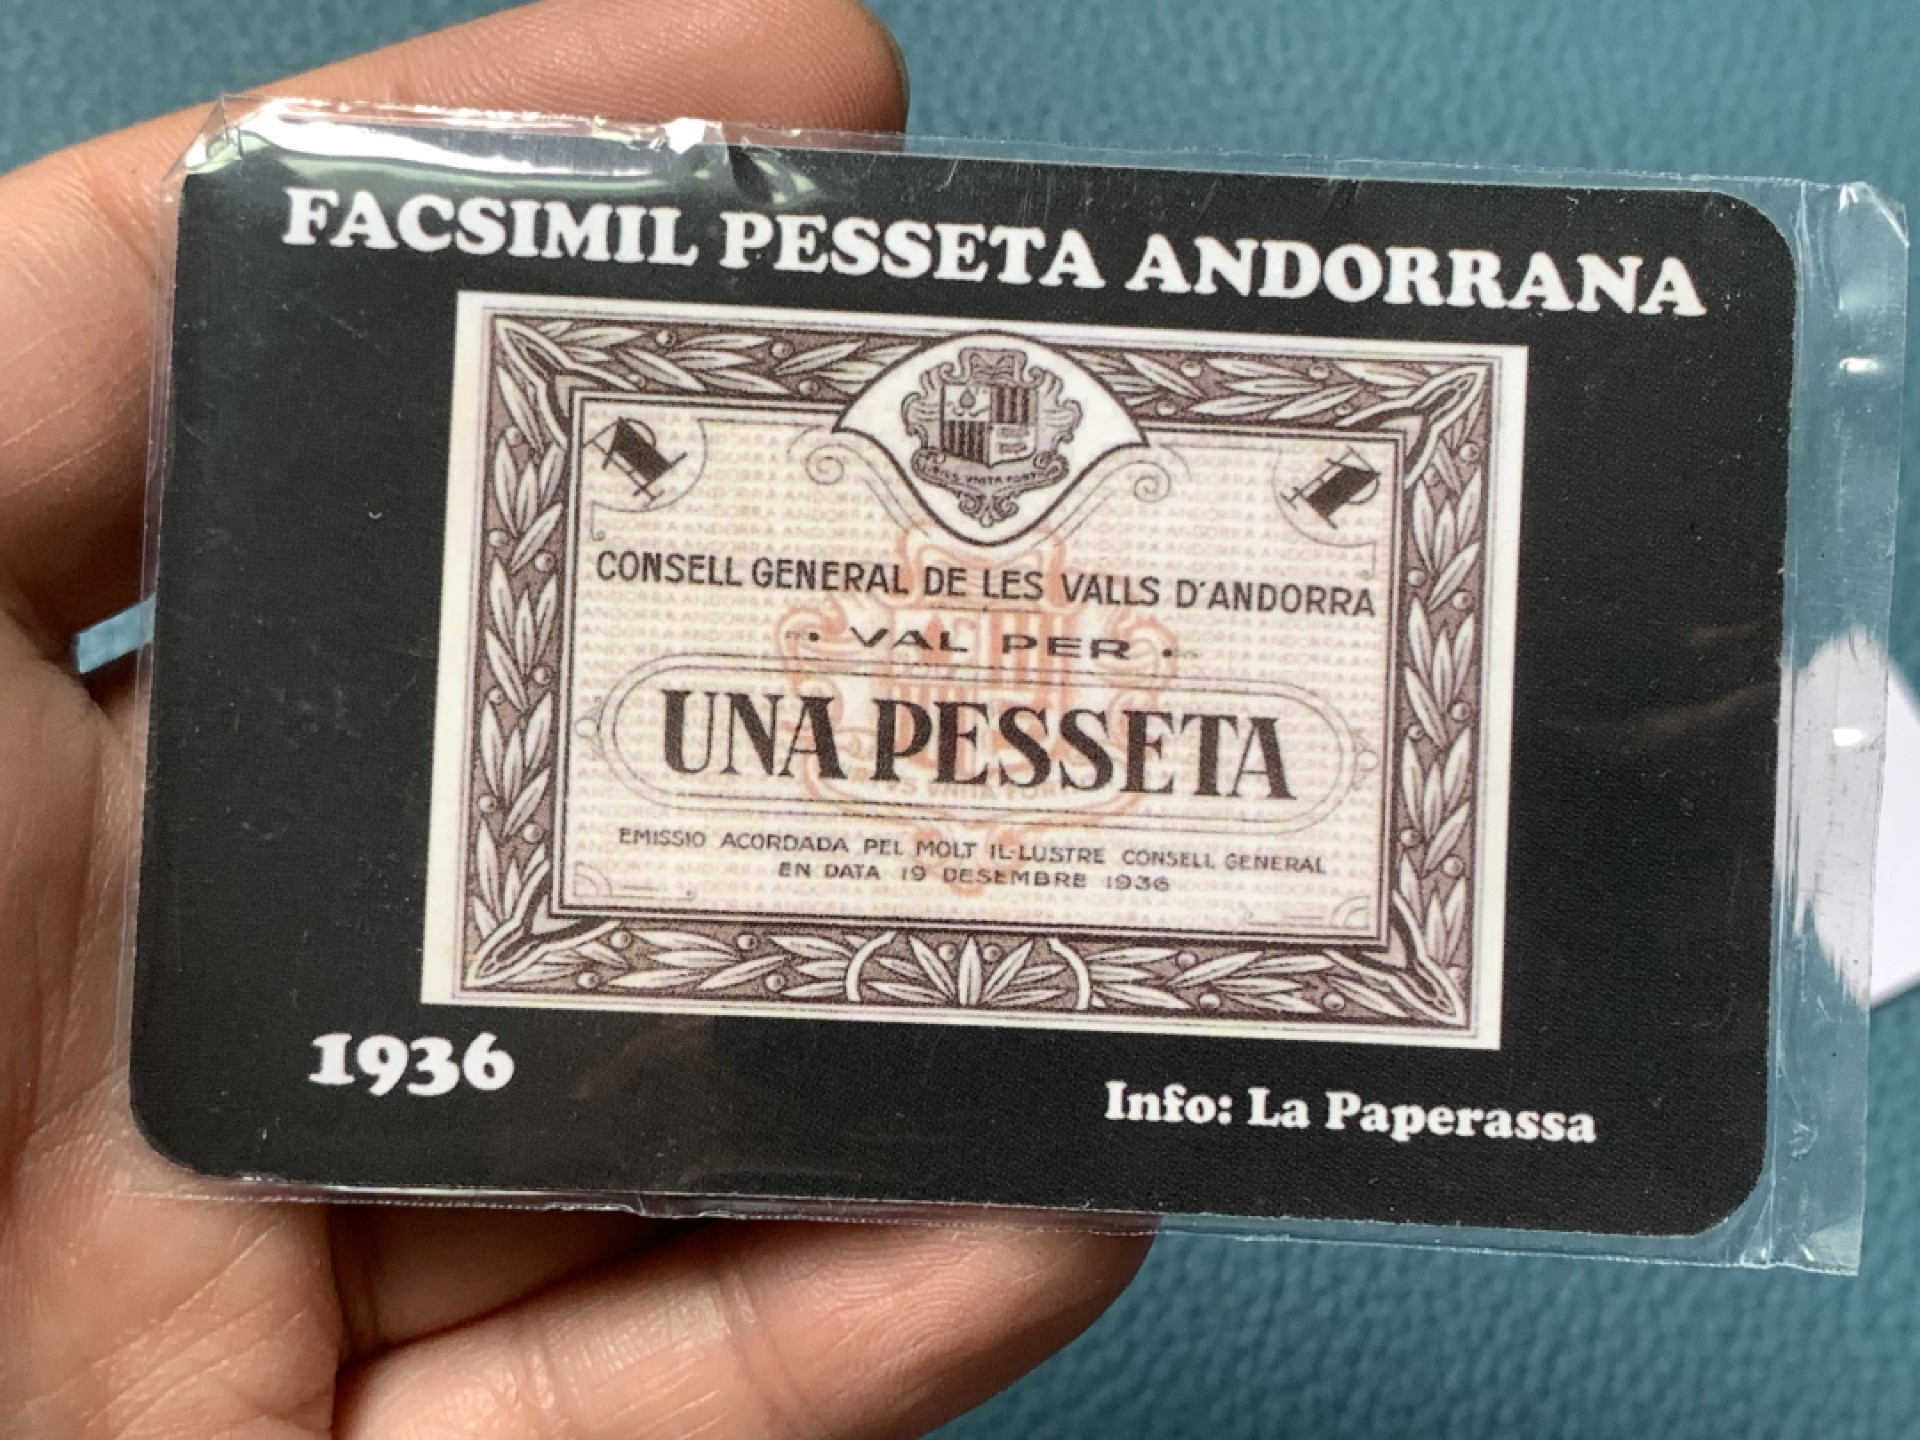 FACSIMIL PESSETA ANDORRANA
CONSELL GENERAL DE LES VALLS D'ANDORRA
VAL PER
UNA PESSETA
EMISSIO ACORDADA PEL MOLT IL·LUSTRE CONSELL GENERAL
EN DATA 19 DESEMBRE 1936
1936
Info: La Paperassa